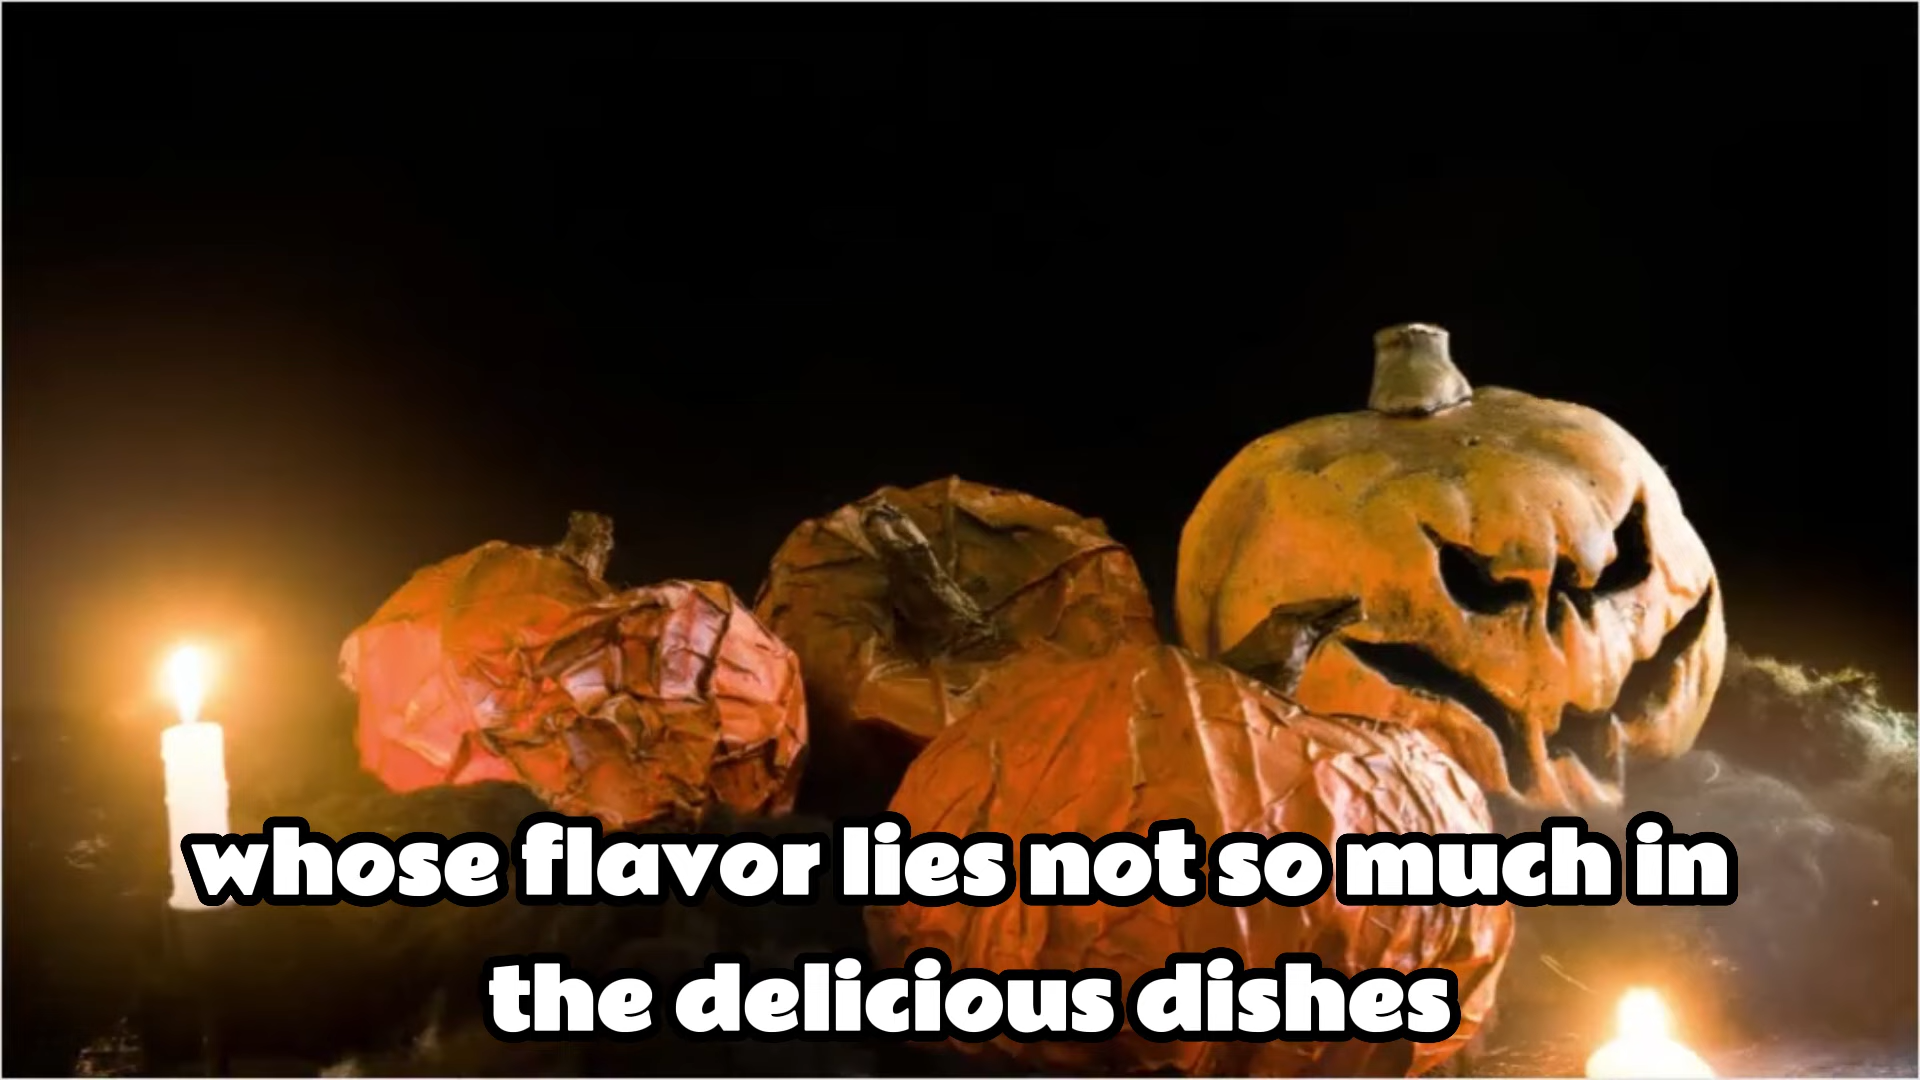 whose flavor lies not so much in
the delicious dishes